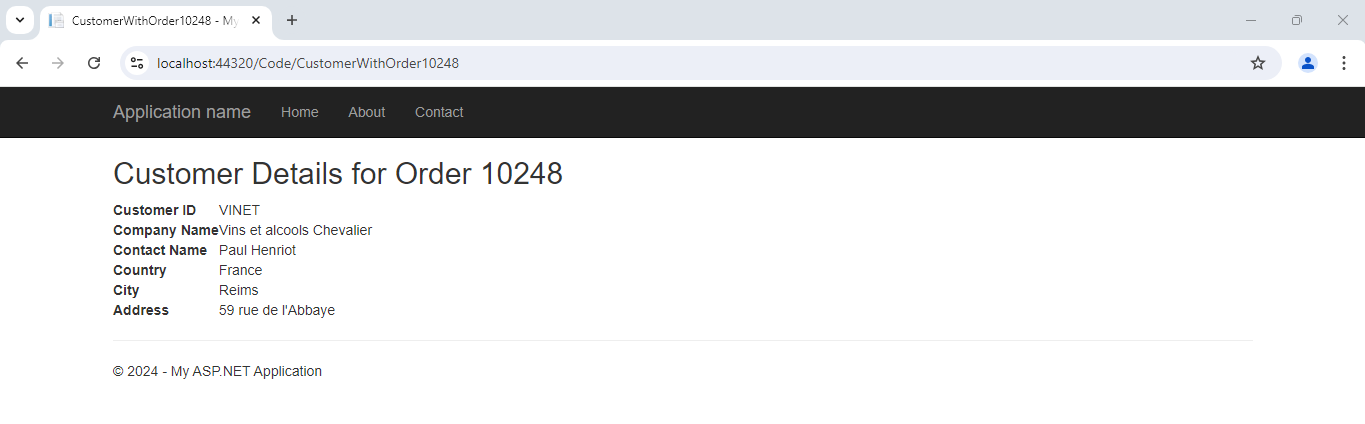 CustomerWithOrder10248 - My
localhost:44320/Code/CustomerWithOrder10248
Application name Home About Contact
Customer Details for Order 10248
Customer ID VINET
Company Name Vins et alcools Chevalier
Contact Name Paul Henriot
Country France
City Reims
Address 59 rue de l'Abbaye
© 2024 - My ASP.NET Application